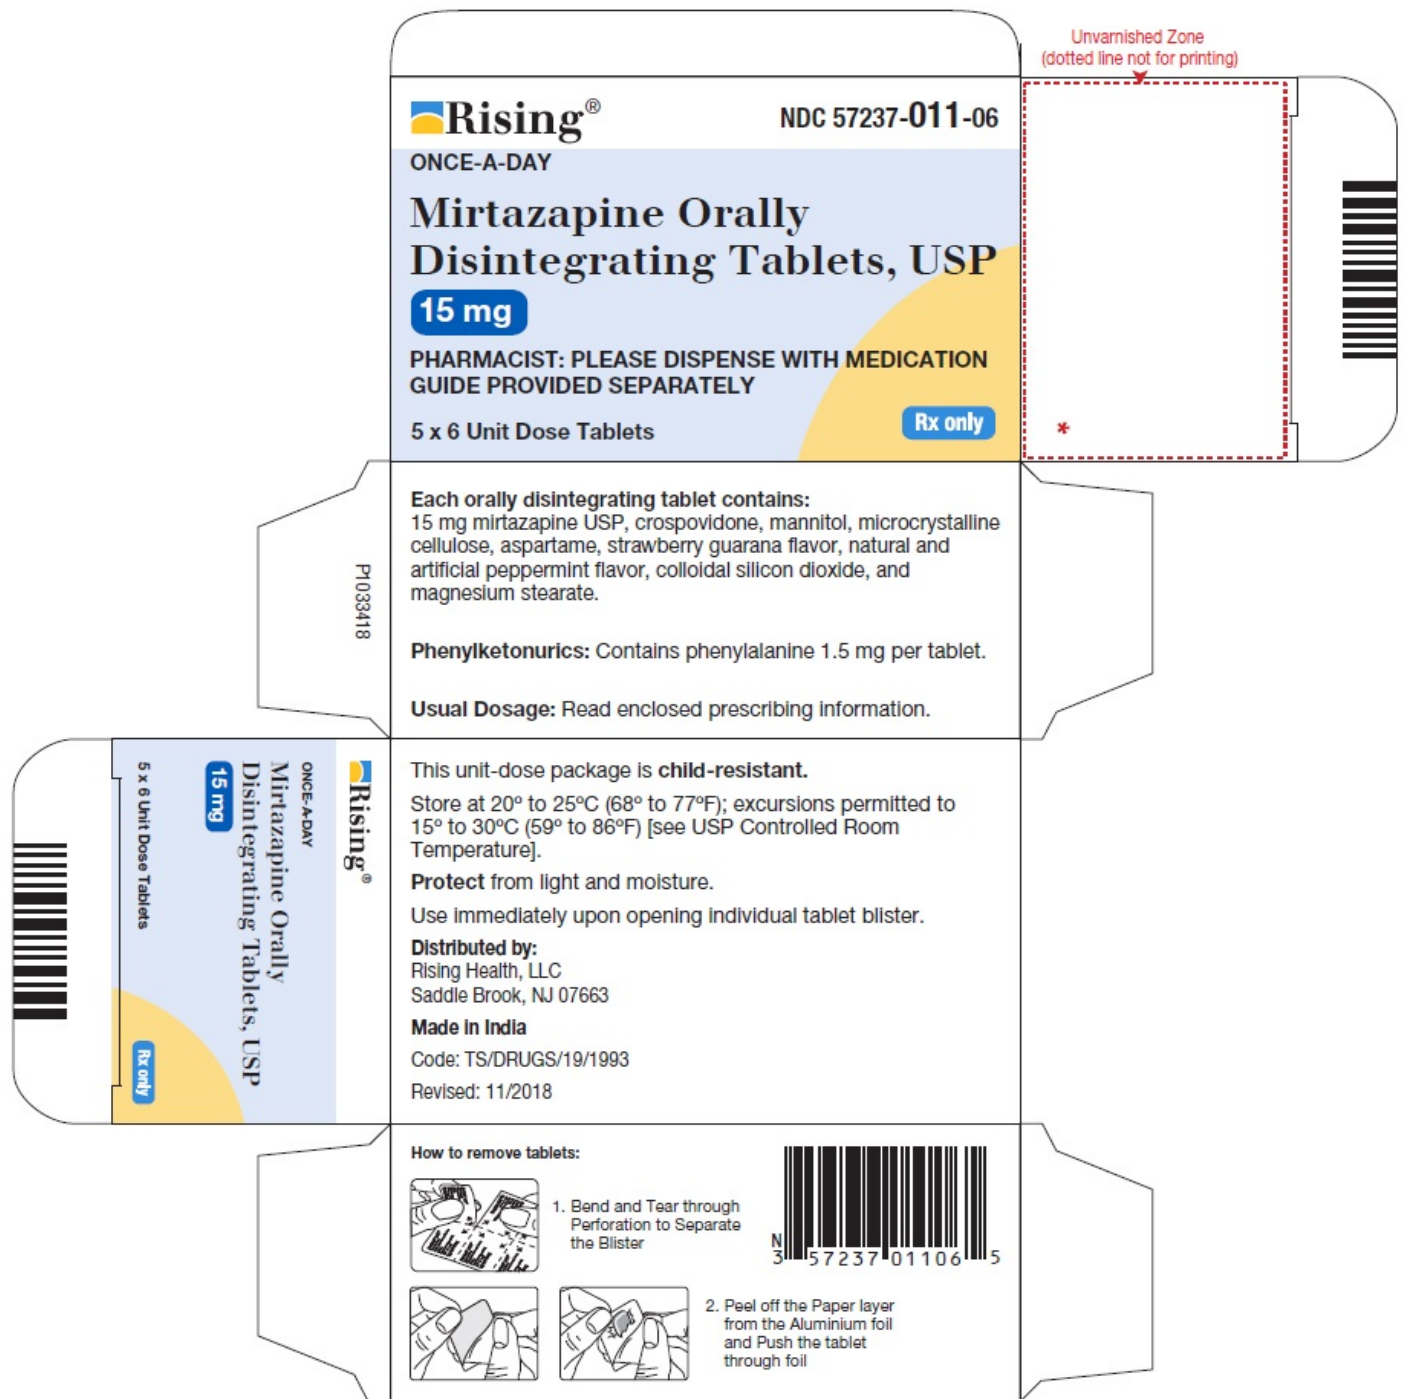 Unvarnished Zone
(dotted line not for printing)
Rising®
NDC 57237-011-06
ONCE-A-DAY
Mirtazapine Orally
Disintegrating Tablets, USP
15 mg
PHARMACIST: PLEASE DISPENSE WITH MEDICATION
GUIDE PROVIDED SEPARATELY
5 x 6 Unit Dose Tablets
Rx only
*
Each orally disintegrating tablet contains:
15 mg mirtazapine USP, crospovidone, mannitol, microcrystalline
cellulose, aspartame, strawberry guarana flavor, natural and
artificial peppermint flavor, colloidal silicon dioxide, and
magnesium stearate.
Phenylketonurics: Contains phenylalanine 1.5 mg per tablet.
Usual Dosage: Read enclosed prescribing information.
P1033418
Rising®
ONCE-A-DAY
Mirtazapine Orally
Disintegrating Tablets, USP
15 mg
5 x 6 Unit Dose Tablets
Rx only
This unit-dose package is child-resistant.
Store at 20º to 25ºC (68º to 77ºF); excursions permitted to
15º to 30ºC (59º to 86ºF) [see USP Controlled Room
Temperature].
Protect from light and moisture.
Use immediately upon opening individual tablet blister.
Distributed by:
Rising Health, LLC
Saddle Brook, NJ 07663
Made in India
Code: TS/DRUGS/19/1993
Revised: 11/2018
How to remove tablets:
1. Bend and Tear through
Perforation to Separate
the Blister
N
3 57237 01106 5
2. Peel off the Paper layer
from the Aluminium foil
and Push the tablet
through foil